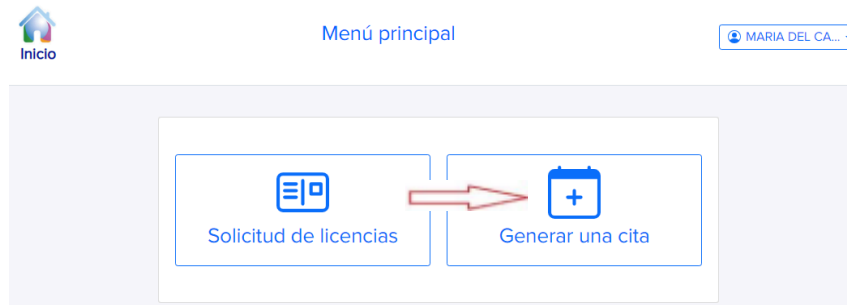 Inicio
Menú principal
MARIA DEL CA...
Solicitud de licencias
Generar una cita